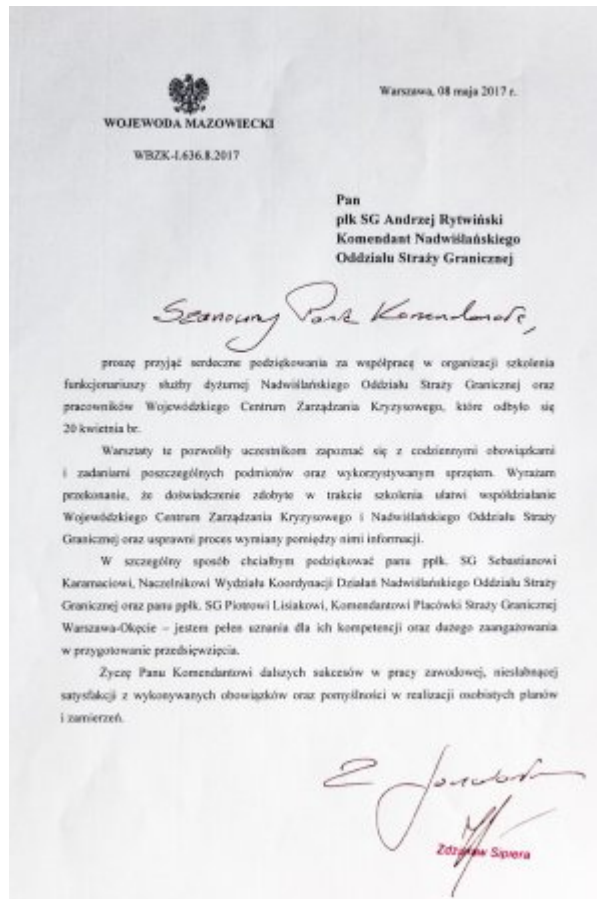 Warszawa, 08 maja 2017 r.
WOJEWODA MAZOWIECKI
WBZK-I.636.8.2017
Pan
płk SG Andrzej Rytwiński
Komendant Nadwiślańskiego
Oddziału Straży Granicznej
Szanowny Panie Komendancie,
proszę przyjąć serdeczne podziękowania za współpracę w organizacji szkolenia
funkcjonariuszy służby dyżurnej Nadwiślańskiego Oddziału Straży Granicznej oraz
pracowników Wojewódzkiego Centrum Zarządzania Kryzysowego, które odbyło się
20 kwietnia br.
Warsztaty te pozwoliły uczestnikom zapoznać się z codziennymi obowiązkami
i zadaniami poszczególnych podmiotów oraz wykorzystywanym sprzętem. Wyrażam
przekonanie, że doświadczenie zdobyte w trakcie szkolenia ułatwi współdziałanie
Wojewódzkiego Centrum Zarządzania Kryzysowego i Nadwiślańskiego Oddziału Straży
Granicznej oraz usprawni proces wymiany pomiędzy nimi informacji.
W szczególny sposób chciałbym podziękować panu ppłk. SG Sebastianowi
Karamaciowi, Naczelnikowi Wydziału Koordynacji Działań Nadwiślańskiego Oddziału Straży
Granicznej oraz panu ppłk. SG Piotrowi Lisiakowi, Komendantowi Placówki Straży Granicznej
Warszawa-Okęcie – jestem pełen uznania dla ich kompetencji oraz dużego zaangażowania
w przygotowanie przedsięwzięcia.
Życzę Panu Komendantowi dalszych sukcesów w pracy zawodowej, niesłabnącej
satysfakcji z wykonywanych obowiązków oraz pomyślności w realizacji osobistych planów
i zamierzeń.
Z
Zdzisław Sipiera